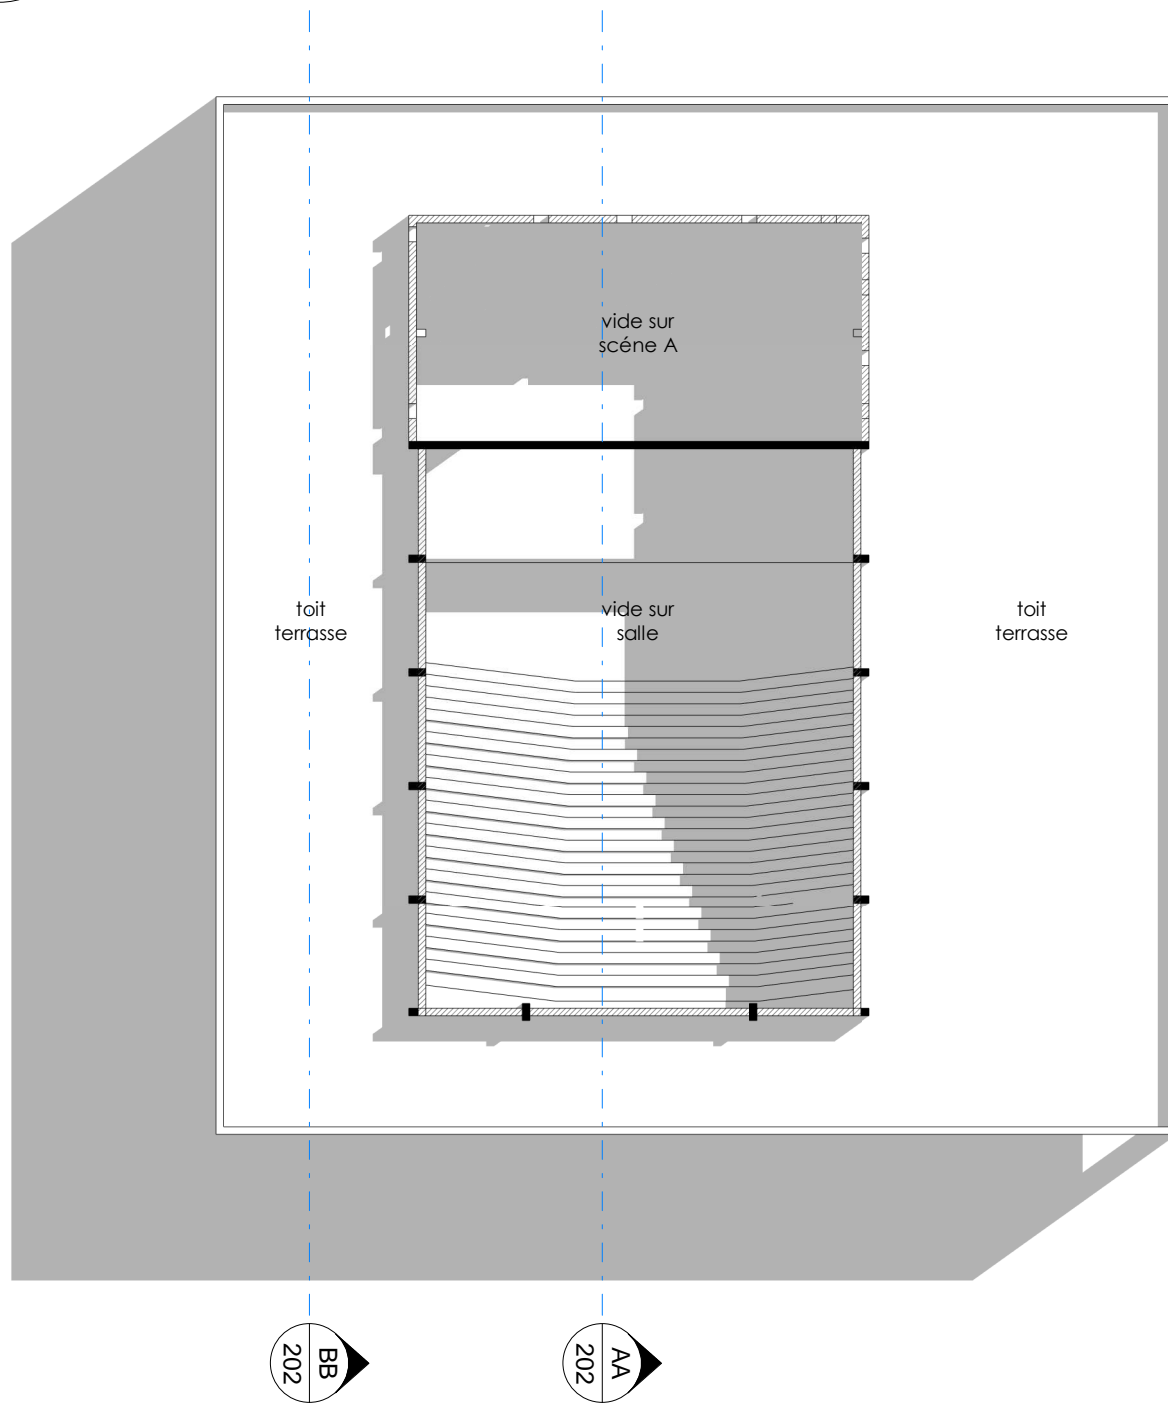 vide sur
scéne A
toit
terrasse
vide sur
salle
toit
terrasse
BB
202
AA
202